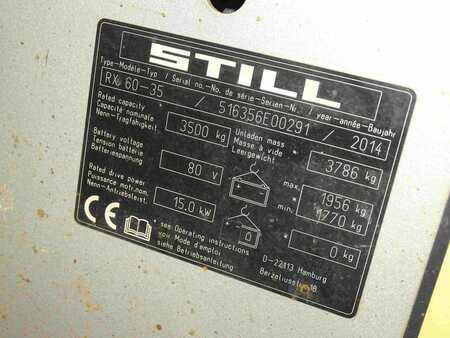 STILL
Type-Modèle-Typ / Serial no.-No. de série-Serien-Nr. / year-année-Baujahr
RX 60-35 / 516356E00291 / 2014
Rated capacity
Capacité nominale
Nenn-Tragfähigkeit
3500 kg
Unladen mass *
Masse à vide
Leergewicht
3786 kg
Battery voltage
Tension batterie
Batteriespannung
80 V
max. 1956 kg
*
min. 1770 kg
Rated drive power
Puissance motir.nom.
Nenn-Antriebsleist.
15.0 kW
* 0 kg
CE
* see Operating instructions
voir Mode d'emploi
siehe Betriebsanleitung
D-22113 Hamburg
Berzeliusstr. 10